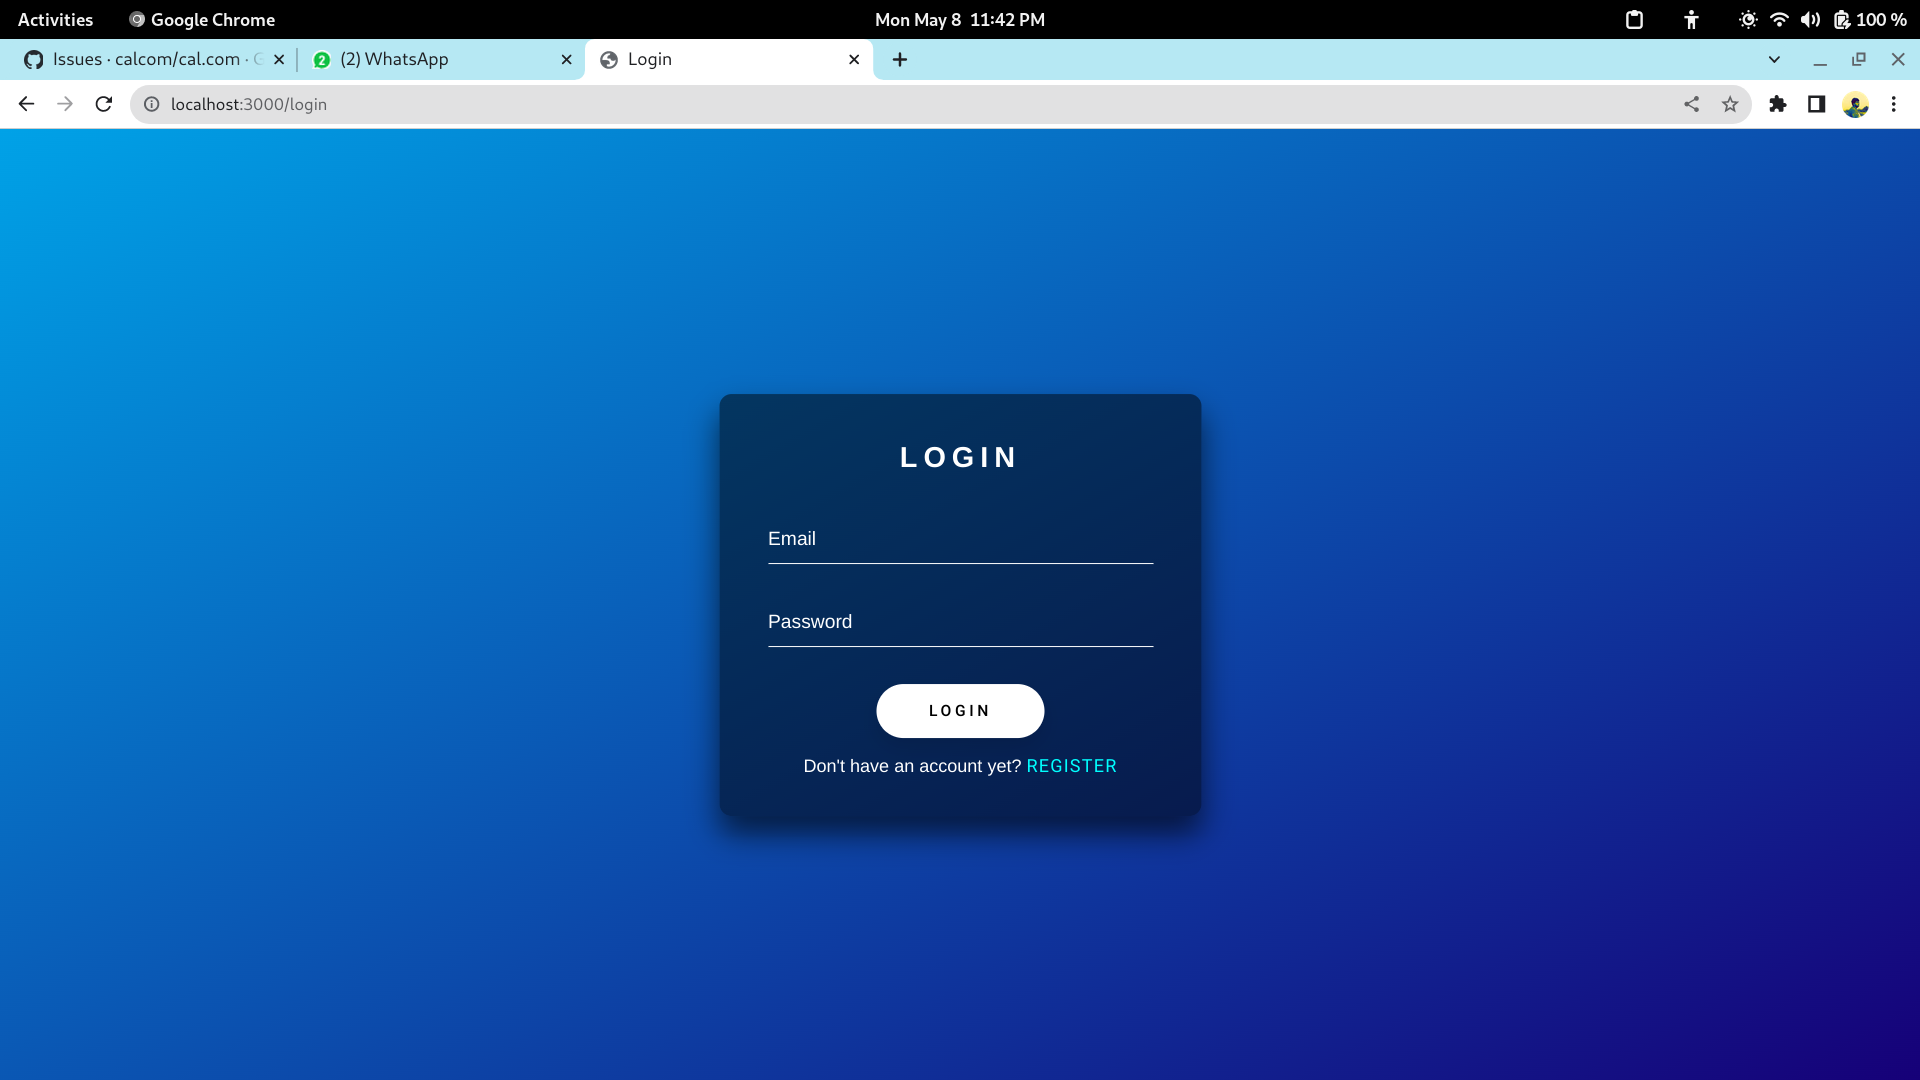 Activities Google Chrome Mon May 8 11:42 PM 100 %
Issues · calcom/cal.com · (2) WhatsApp Login
localhost:3000/login
LOGIN
Email
Password
LOGIN
Don't have an account yet? REGISTER